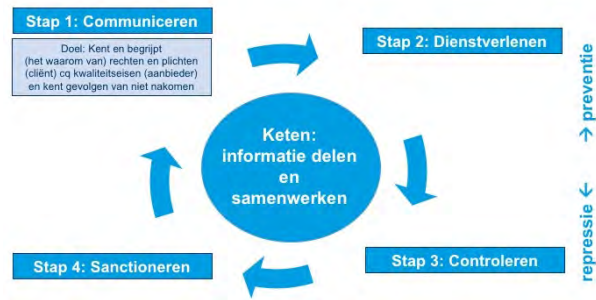 Stap 1: Communiceren
Doel: Kent en begrijpt
(het waarom van) rechten en plichten
(cliënt) cq kwaliteitseisen (aanbieder)
en kent gevolgen van niet nakomen
Stap 2: Dienstverlenen
→ preventie
Keten:
informatie delen
en
samenwerken
repressie ←
Stap 4: Sanctioneren
Stap 3: Controleren